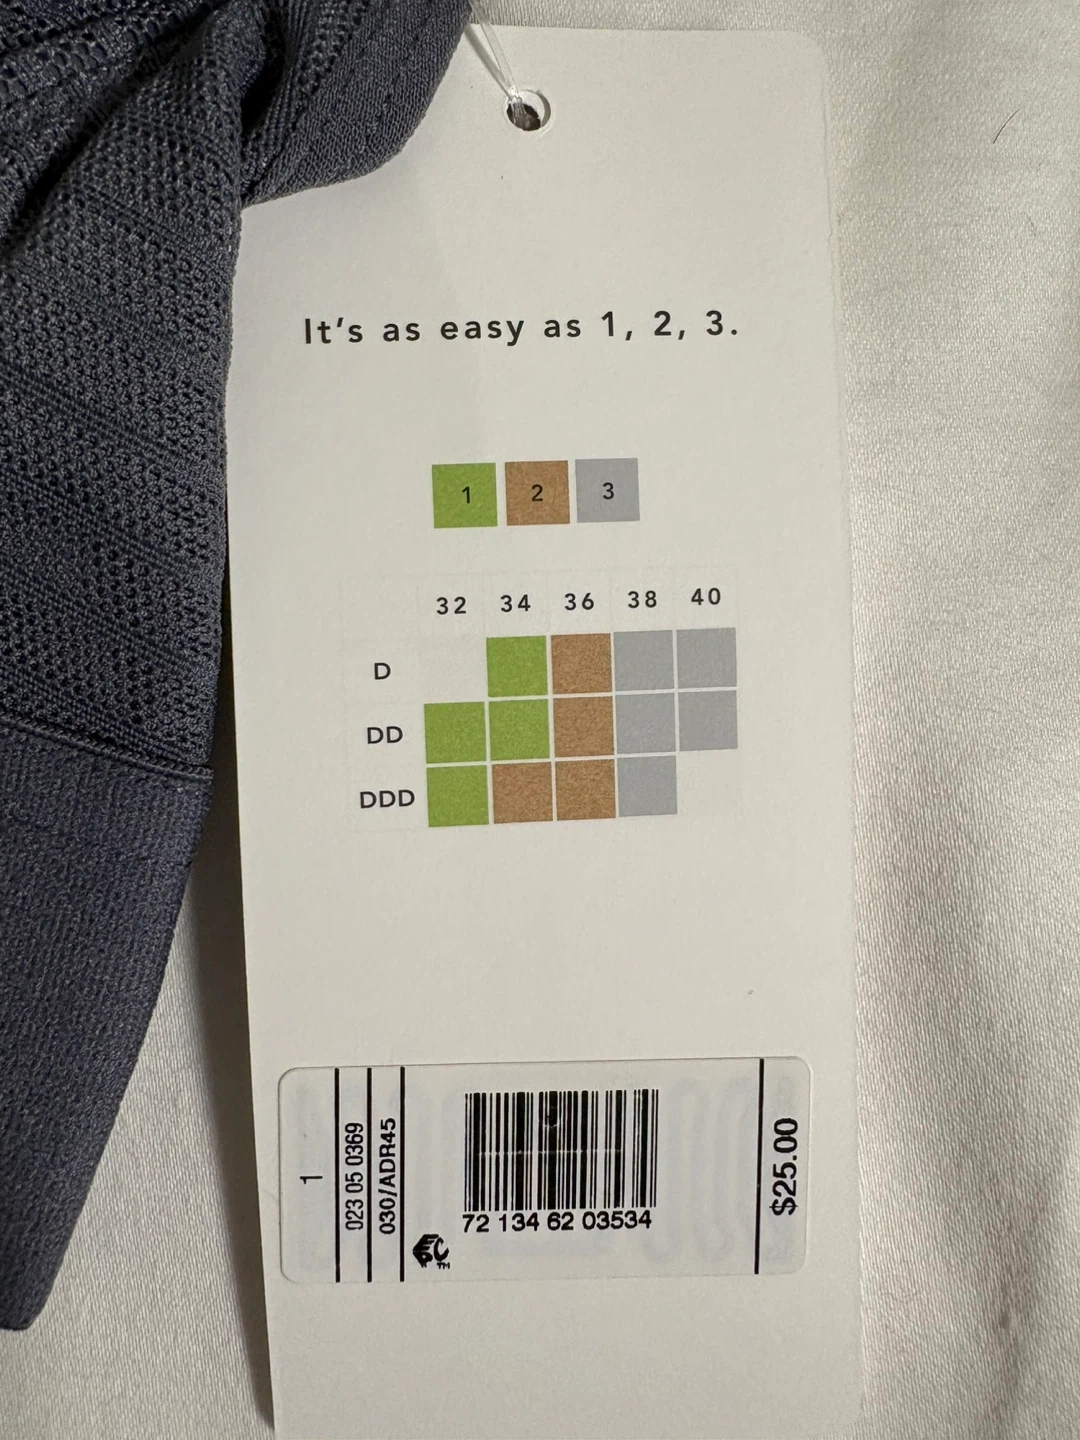 It's as easy as 1, 2, 3.
1 2 3
32 34 36 38 40
D
DD
DDD
1
023 05 0369
030/ADR45
72 134 62 03534
$25.00